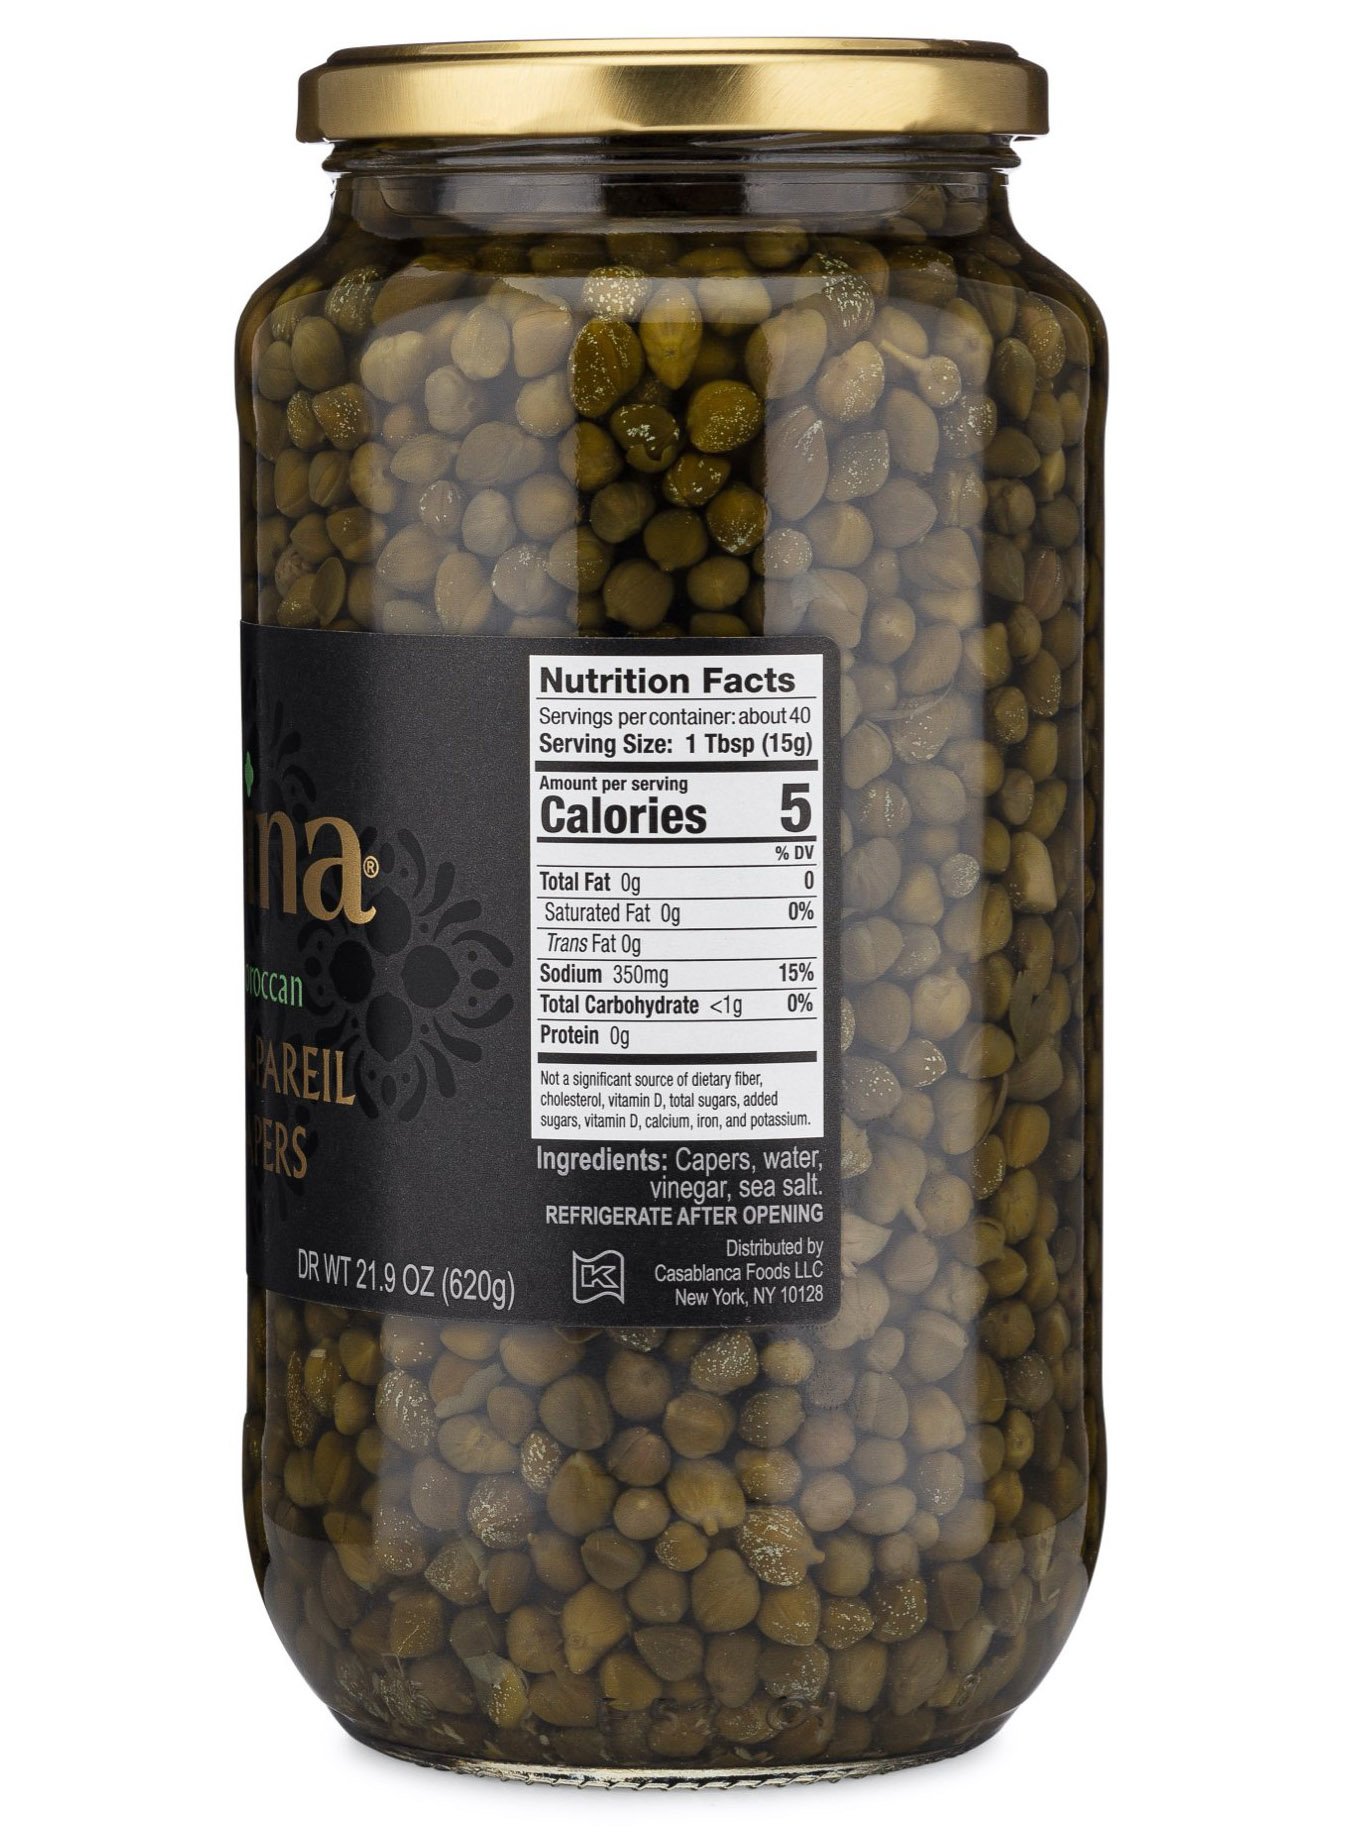 Nutrition Facts
Servings per container: about 40
Serving Size: 1 Tbsp (15g)
Amount per serving
Calories 5
% DV
Total Fat 0g 0
Saturated Fat 0g 0%
Trans Fat 0g
Sodium 350mg 15%
Total Carbohydrate <1g 0%
Protein 0g
Not a significant source of dietary fiber,
cholesterol, vitamin D, total sugars, added
sugars, vitamin D, calcium, iron, and potassium.
Ingredients: Capers, water,
vinegar, sea salt.
REFRIGERATE AFTER OPENING
K
Distributed by
Casablanca Foods LLC
New York, NY 10128
ina®
roccan
-PAREIL
PERS
DR WT 21.9 OZ (620g)